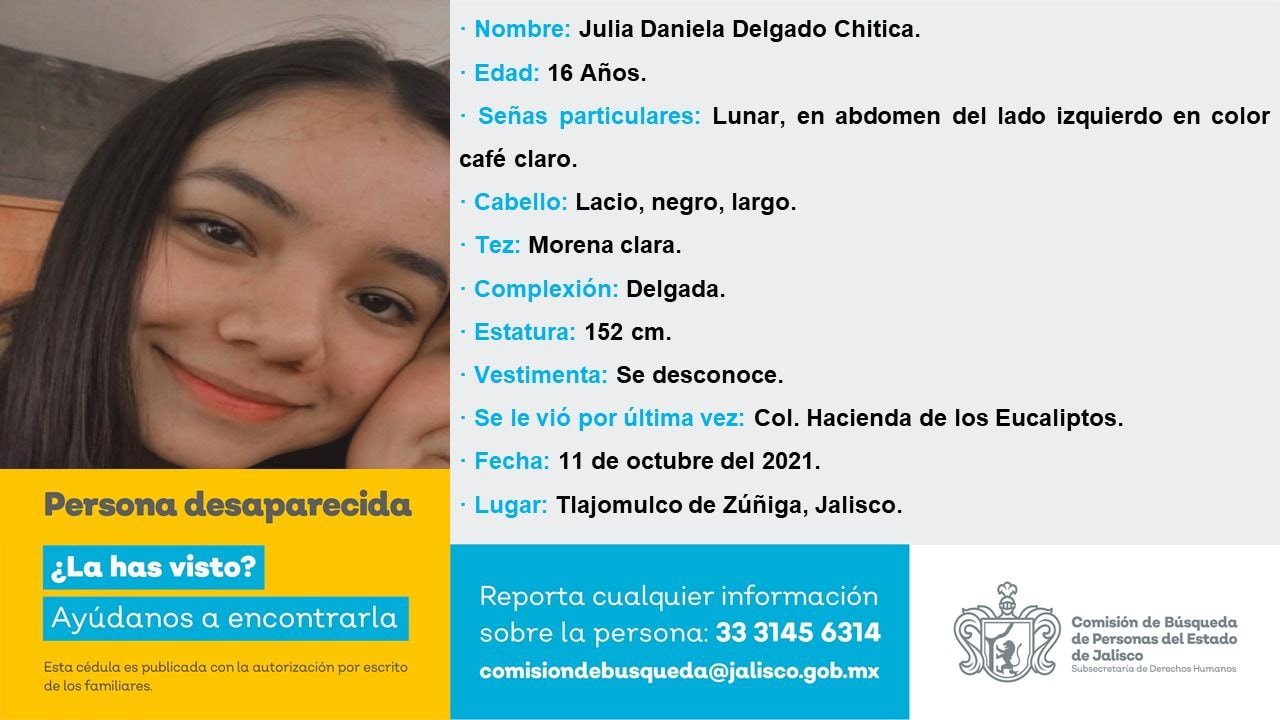 · Nombre: Julia Daniela Delgado Chitica.
· Edad: 16 Años.
· Señas particulares: Lunar, en abdomen del lado izquierdo en color
café claro.
· Cabello: Lacio, negro, largo.
· Tez: Morena clara.
· Complexión: Delgada.
· Estatura: 152 cm.
· Vestimenta: Se desconoce.
· Se le vió por última vez: Col. Hacienda de los Eucaliptos.
· Fecha: 11 de octubre del 2021.
· Lugar: Tlajomulco de Zúñiga, Jalisco.
Persona desaparecida
¿La has visto?
Ayúdanos a encontrarla
Esta cédula es publicada con la autorización por escrito
de los familiares.
Reporta cualquier información
sobre la persona: 33 3145 6314
comisiondebusqueda@jalisco.gob.mx
Comisión de Búsqueda
de Personas del Estado
de Jalisco
Subsecretaría de Derechos Humanos